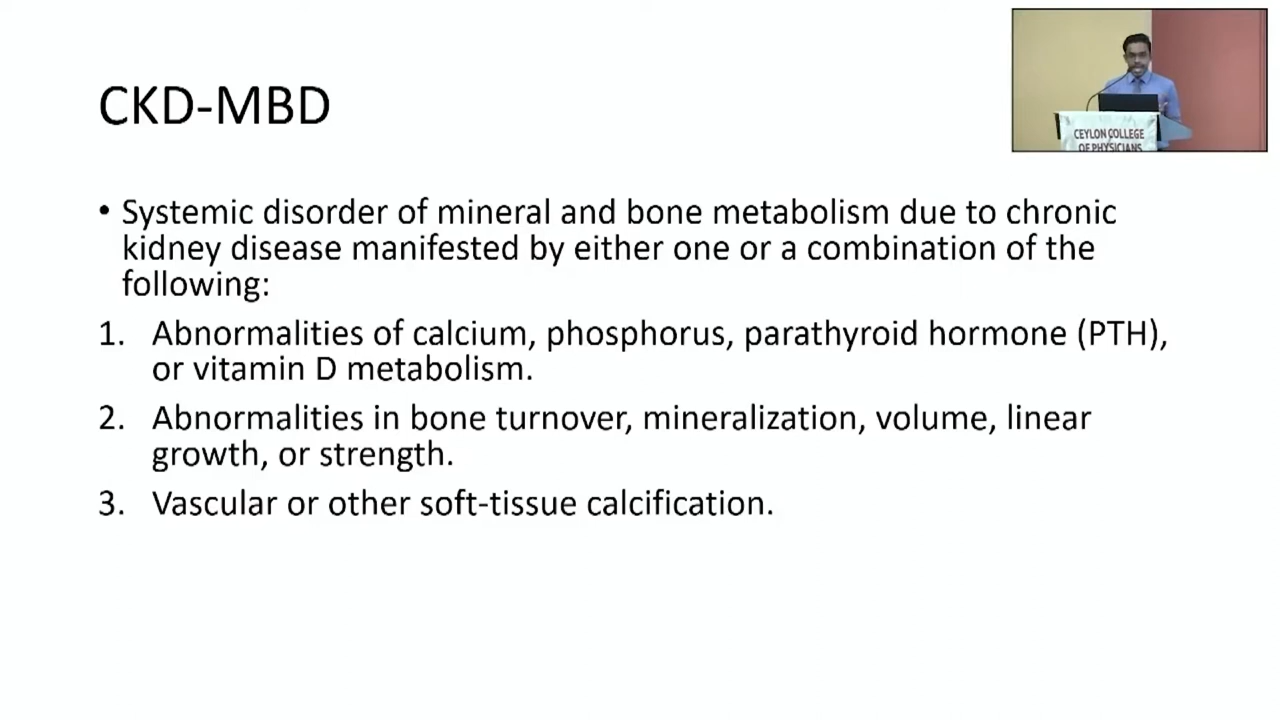 CKD-MBD
CEYLON COLLEGE
OF PHYSICIANS
• Systemic disorder of mineral and bone metabolism due to chronic
kidney disease manifested by either one or a combination of the
following:
1. Abnormalities of calcium, phosphorus, parathyroid hormone (PTH),
or vitamin D metabolism.
2. Abnormalities in bone turnover, mineralization, volume, linear
growth, or strength.
3. Vascular or other soft-tissue calcification.